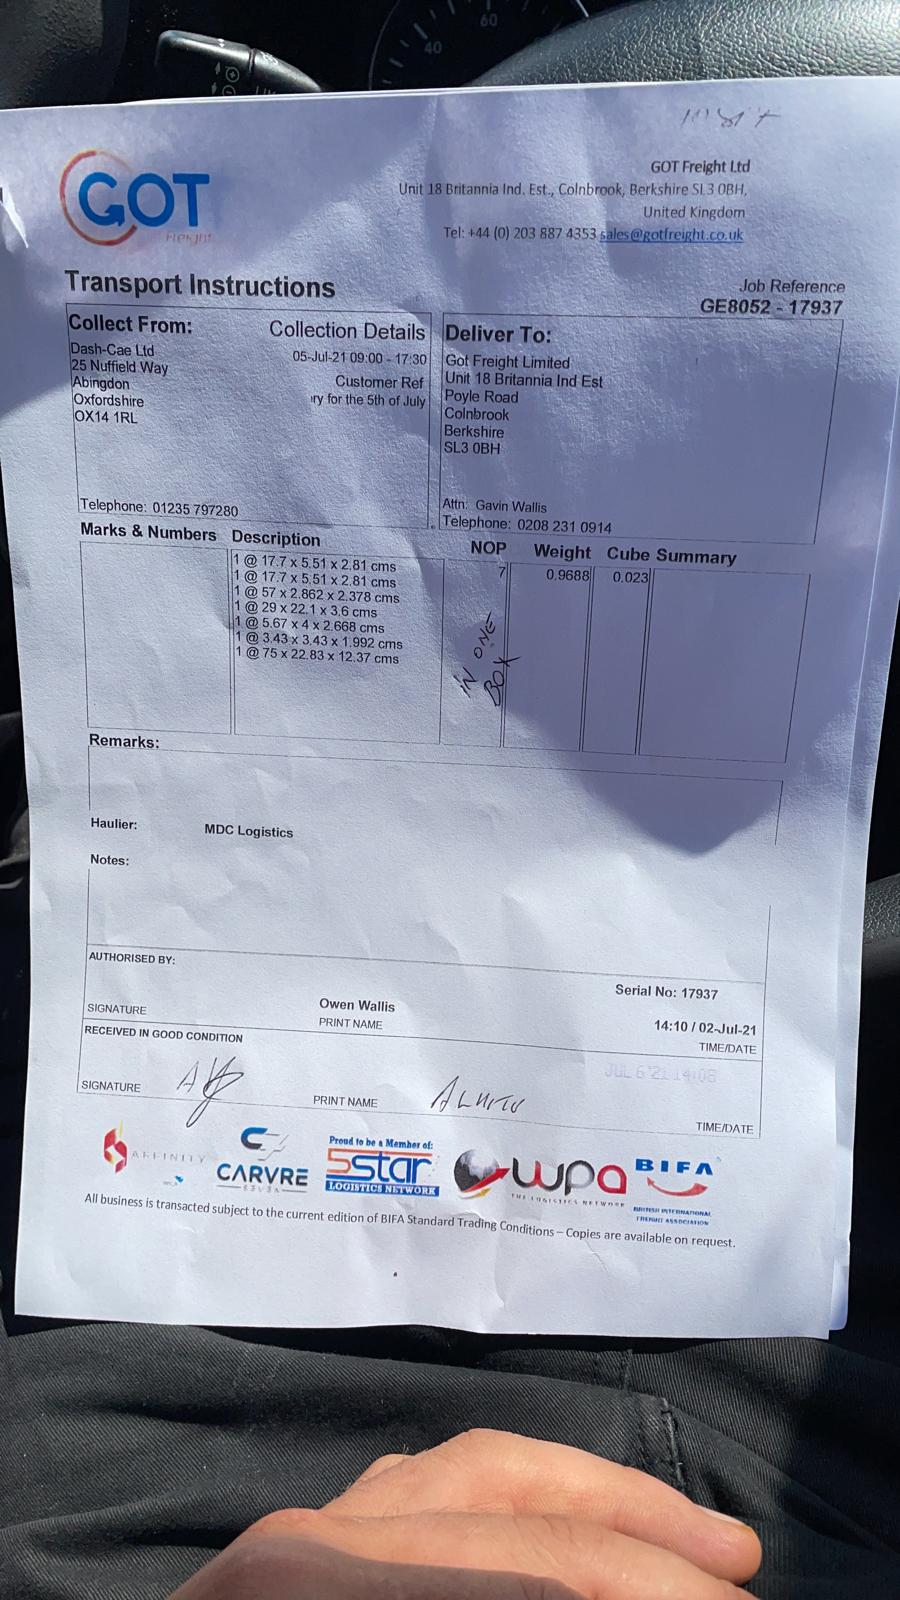 60
40
GOT
Freight
GOT Freight Ltd
Unit 18 Britannia Ind. Est., Colnbrook, Berkshire SL3 0BH,
United Kingdom
Tel: +44 (0) 203 887 4353 sales@gotfreight.co.uk
Transport Instructions
Job Reference
GE8052 - 17937
Collect From:
Collection Details
Dash-Cae Ltd
25 Nuffield Way
Abingdon
Oxfordshire
OX14 1RL
05-Jul-21 09:00 - 17:30
Customer Ref
ry for the 5th of July
Telephone: 01235 797280
Deliver To:
Got Freight Limited
Unit 18 Britannia Ind Est
Poyle Road
Colnbrook
Berkshire
SL3 0BH
Attn: Gavin Wallis
Telephone: 0208 231 0914
Marks & Numbers Description NOP Weight Cube Summary
1 @ 17.7 x 5.51 x 2.81 cms 7 0.9688 0.023
1 @ 17.7 x 5.51 x 2.81 cms
1 @ 57 x 2.862 x 2.378 cms
1 @ 29 x 22.1 x 3.6 cms
1 @ 5.67 x 4 x 2.668 cms
1 @ 3.43 x 3.43 x 1.992 cms
1 @ 75 x 22.83 x 12.37 cms
IN ONE
BOX
Remarks:
Haulier: MDC Logistics
Notes:
AUTHORISED BY:
Serial No: 17937
SIGNATURE
Owen Wallis
PRINT NAME
14:10 / 02-Jul-21
TIME/DATE
RECEIVED IN GOOD CONDITION
JUL 6 '21 14:08
SIGNATURE
PRINT NAME
TIME/DATE
AFFINITY
CARVRE
Proud to be a Member of:
5star
LOGISTICS NETWORK
wpa
THE LOGISTICS NETWORK
BIFA
BRITISH INTERNATIONAL
FREIGHT ASSOCIATION
All business is transacted subject to the current edition of BIFA Standard Trading Conditions – Copies are available on request.